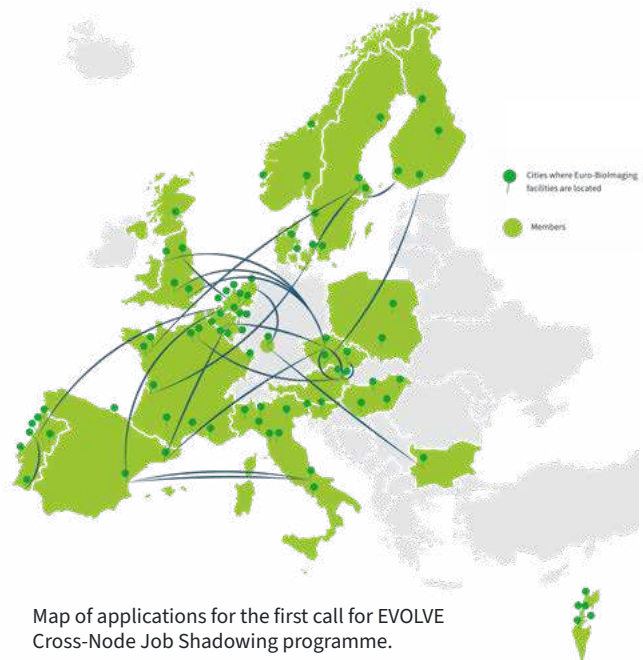 Cities where Euro-BioImaging
facilities are located
Members
Map of applications for the first call for EVOLVE
Cross-Node Job Shadowing programme.